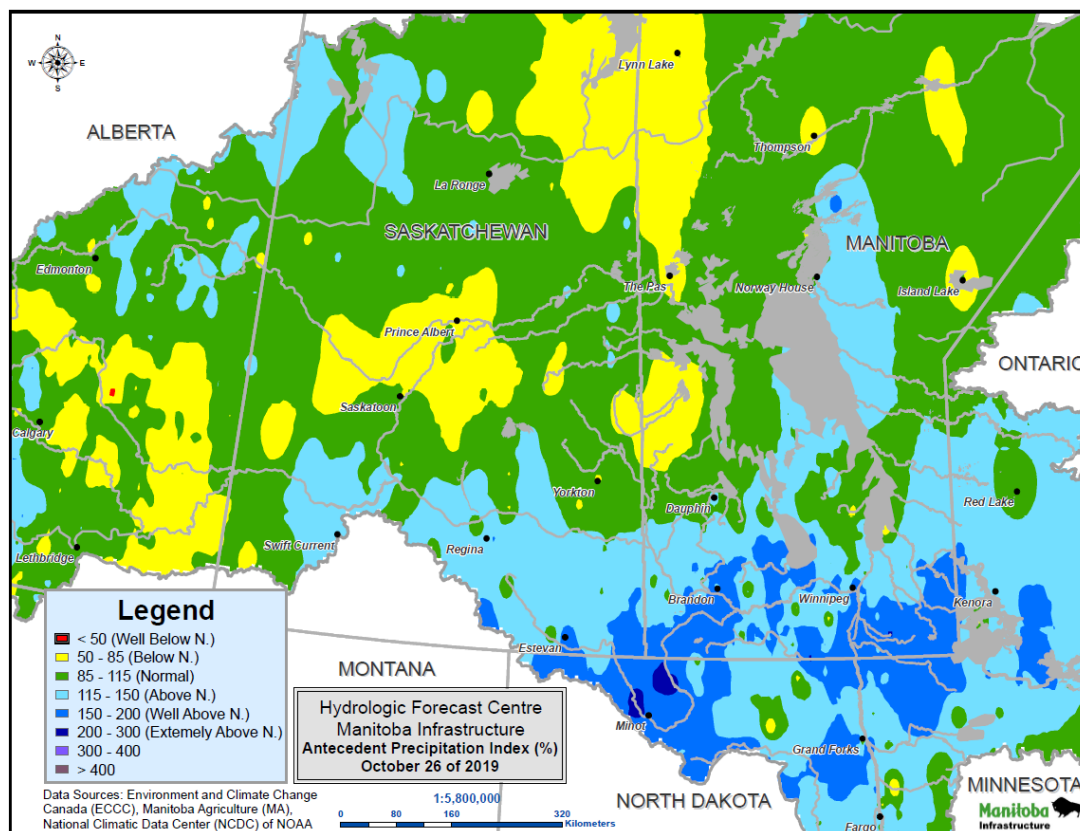 N
W E
S
ALBERTA
Lynn Lake
Thompson
La Ronge
SASKATCHEWAN
MANITOBA
Edmonton
The Pas
Norway House
Island Lake
Prince Albert
ONTARIO
Saskatoon
Calgary
Yorkton
Dauphin
Red Lake
Swift Current
Regina
Lethbridge
Brandon
Winnipeg
Kenora
Estevan
MONTANA
Minot
Grand Forks
NORTH DAKOTA
MINNESOTA
Fargo
Legend
< 50 (Well Below N.)
50 - 85 (Below N.)
85 - 115 (Normal)
115 - 150 (Above N.)
150 - 200 (Well Above N.)
200 - 300 (Extemely Above N.)
300 - 400
> 400
Hydrologic Forecast Centre
Manitoba Infrastructure
Antecedent Precipitation Index (%)
October 26 of 2019
Data Sources: Environment and Climate Change
Canada (ECCC), Manitoba Agriculture (MA),
National Climatic Data Center (NCDC) of NOAA
1:5,800,000
0 80 160 320
Kilometers
Manitoba
Infrastructure